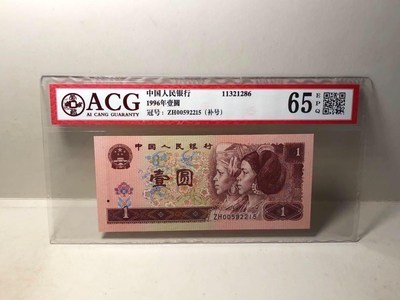 ACG
AI CANG GUARANTY
中国人民银行 11321286
1996年壹圆
冠号：ZH00592215（补号）
65 EPQ
中国人民银行
1
壹圆
1
ZH00592215
1